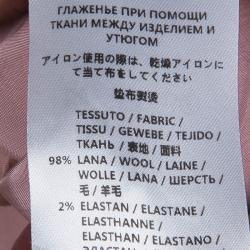 ГЛАЖЕНЬЕ ПРИ ПОМОЩИ
ТКАНИ МЕЖДУ ИЗДЕЛИЕМ И
УТЮГОМ
アイロン使用の際は、乾燥アイロンに
て当て布をしてください
垫布熨烫
TESSUTO / FABRIC /
TISSU / GEWEBE / TEJIDO /
ТКАНЬ / 表地 / 面料
98% LANA / WOOL / LAINE /
WOLLE / LANA / ШЕРСТЬ /
毛 / 羊毛
2% ELASTAN / ELASTANE /
ELASTHANNE /
ELASTHAN / ELASTANO /